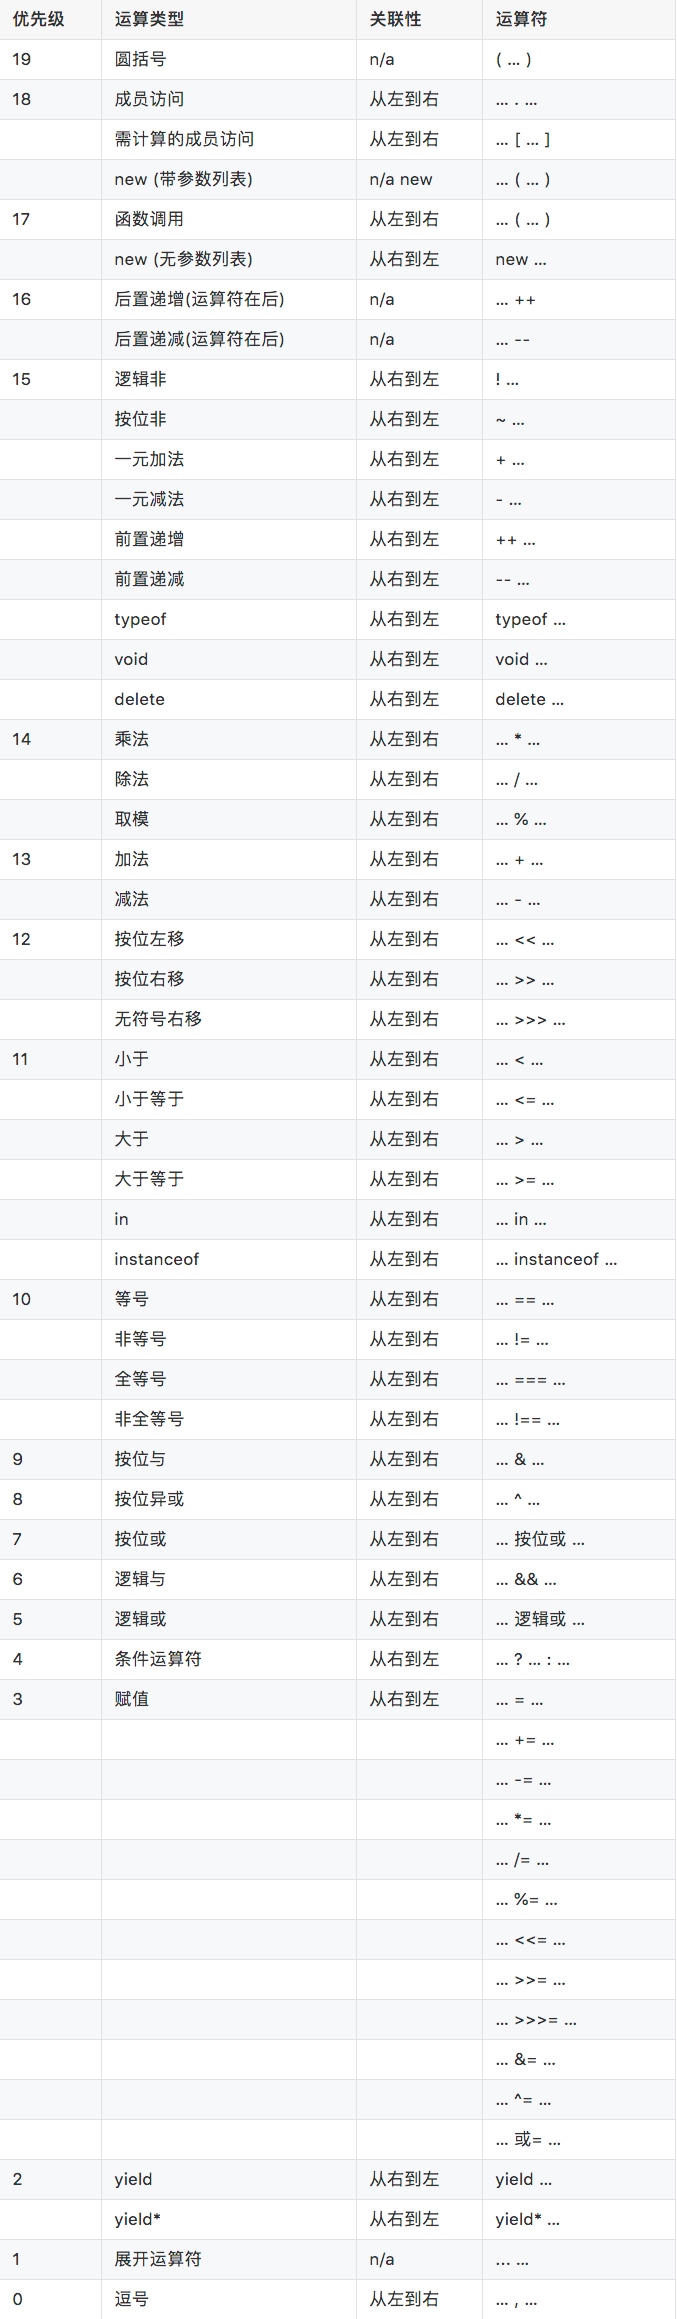 优先级 运算类型 关联性 运算符
19 圆括号 n/a ( … )
18 成员访问 从左到右 … . …
需计算的成员访问 从左到右 … [ … ]
new (带参数列表) n/a new … ( … )
17 函数调用 从左到右 … ( … )
new (无参数列表) 从右到左 new …
16 后置递增(运算符在后) n/a … ++
后置递减(运算符在后) n/a … --
15 逻辑非 从右到左 ! …
按位非 从右到左 ~ …
一元加法 从右到左 + …
一元减法 从右到左 - …
前置递增 从右到左 ++ …
前置递减 从右到左 -- …
typeof 从右到左 typeof …
void 从右到左 void …
delete 从右到左 delete …
14 乘法 从左到右 … * …
除法 从左到右 … / …
取模 从左到右 … % …
13 加法 从左到右 … + …
减法 从左到右 … - …
12 按位左移 从左到右 … << …
按位右移 从左到右 … >> …
无符号右移 从左到右 … >>> …
11 小于 从左到右 … < …
小于等于 从左到右 … <= …
大于 从左到右 … > …
大于等于 从左到右 … >= …
in 从左到右 … in …
instanceof 从左到右 … instanceof …
10 等号 从左到右 … == …
非等号 从左到右 … != …
全等号 从左到右 … === …
非全等号 从左到右 … !== …
9 按位与 从左到右 … & …
8 按位异或 从左到右 … ^ …
7 按位或 从左到右 … 按位或 …
6 逻辑与 从左到右 … && …
5 逻辑或 从左到右 … 逻辑或 …
4 条件运算符 从右到左 … ? … : …
3 赋值 从右到左 … = …
… += …
… -= …
… *= …
… /= …
… %= …
… <<= …
… >>= …
… >>>= …
… &= …
… ^= …
… 或= …
2 yield 从右到左 yield …
yield* 从右到左 yield* …
1 展开运算符 n/a ... …
0 逗号 从左到右 … , …